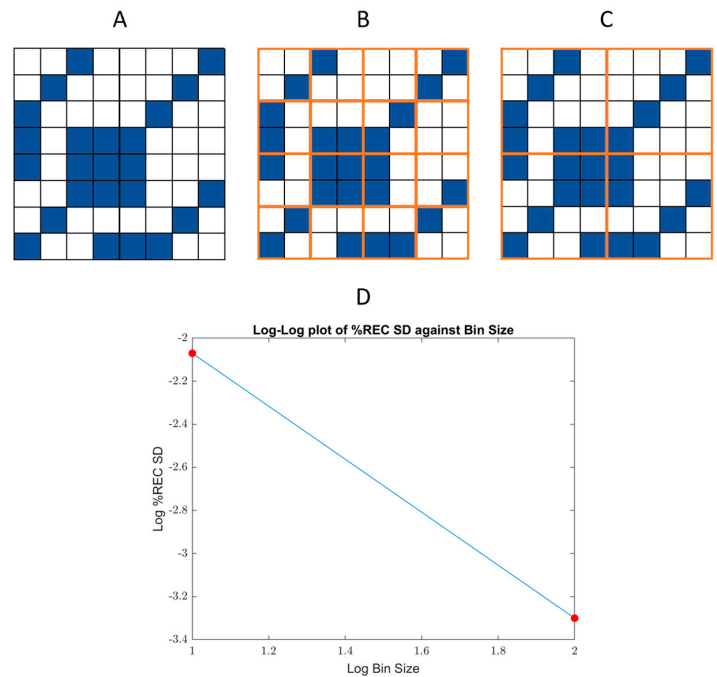 A B C
D
Log-Log plot of %REC SD against Bin Size
-2
-2.2
-2.4
-2.6
-2.8
-3
-3.2
-3.4
Log %REC SD
1 1.2 1.4 1.6 1.8 2
Log Bin Size